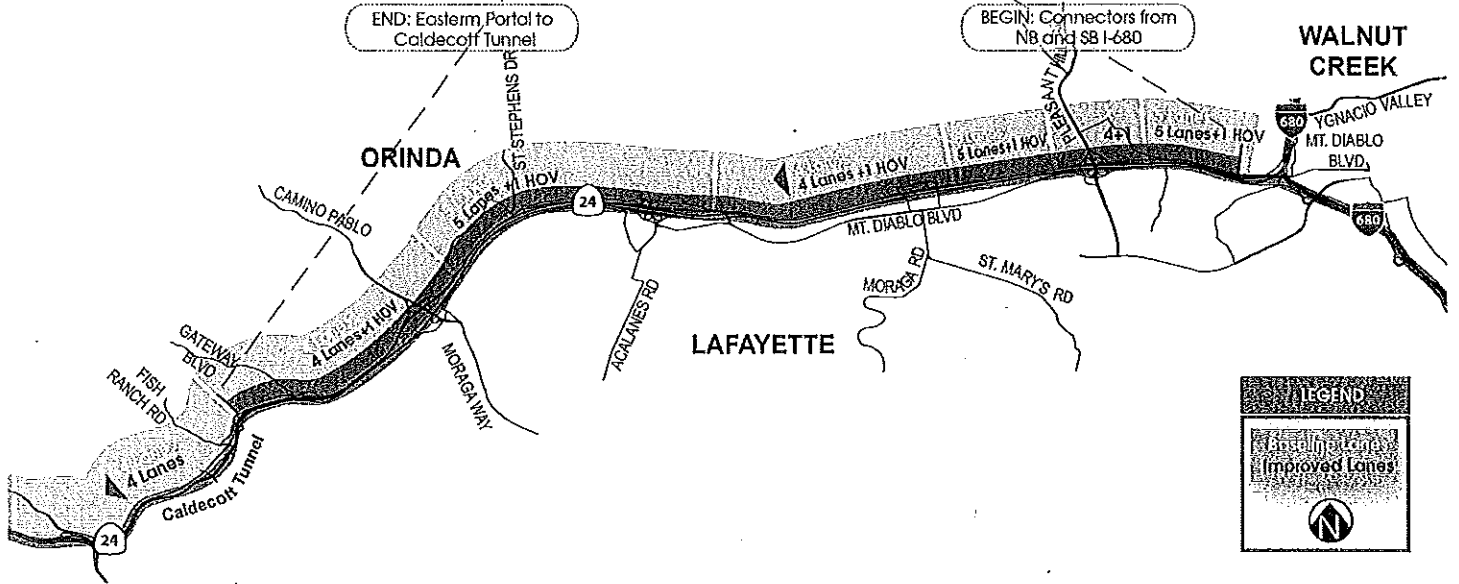 END: Eastern Portal to
Caldecott Tunnel
BEGIN: Connectors from
NB and SB I-680
WALNUT
CREEK
680
YGNACIO VALLEY
MT. DIABLO
BLVD
ST STEPHENS DR
PLEASANT HILL
ORINDA
CAMINO PABLO
5 Lanes +1 HOV
24
4 Lanes +1 HOV
5 Lanes+1 HOV
4+1
5 Lanes+1 HOV
680
MT. DIABLO BLVD
MORAGA RD
ST. MARY'S RD
ACALANES RD
LAFAYETTE
4 Lanes+1 HOV
GATEWAY
BLVD
MORAGA WAY
FISH
RANCH RD
4 Lanes
Caldecott Tunnel
24
LEGEND
Baseline Lanes
Improved Lanes
N